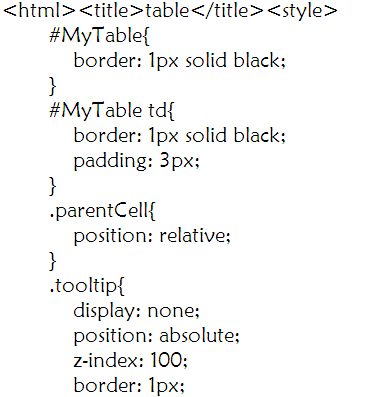 <html><title>table</title><style>
#MyTable{
border: 1px solid black;
}
#MyTable td{
border: 1px solid black;
padding: 3px;
}
.parentCell{
position: relative;
}
.tooltip{
display: none;
position: absolute;
z-index: 100;
border: 1px;